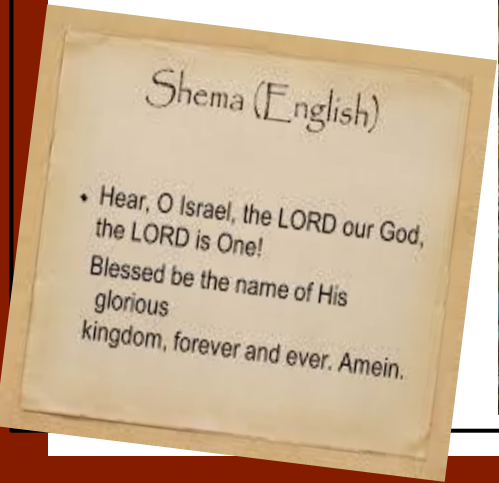 Shema (English)
• Hear, O Israel, the LORD our God,
the LORD is One!
Blessed be the name of His
glorious
kingdom, forever and ever. Amein.